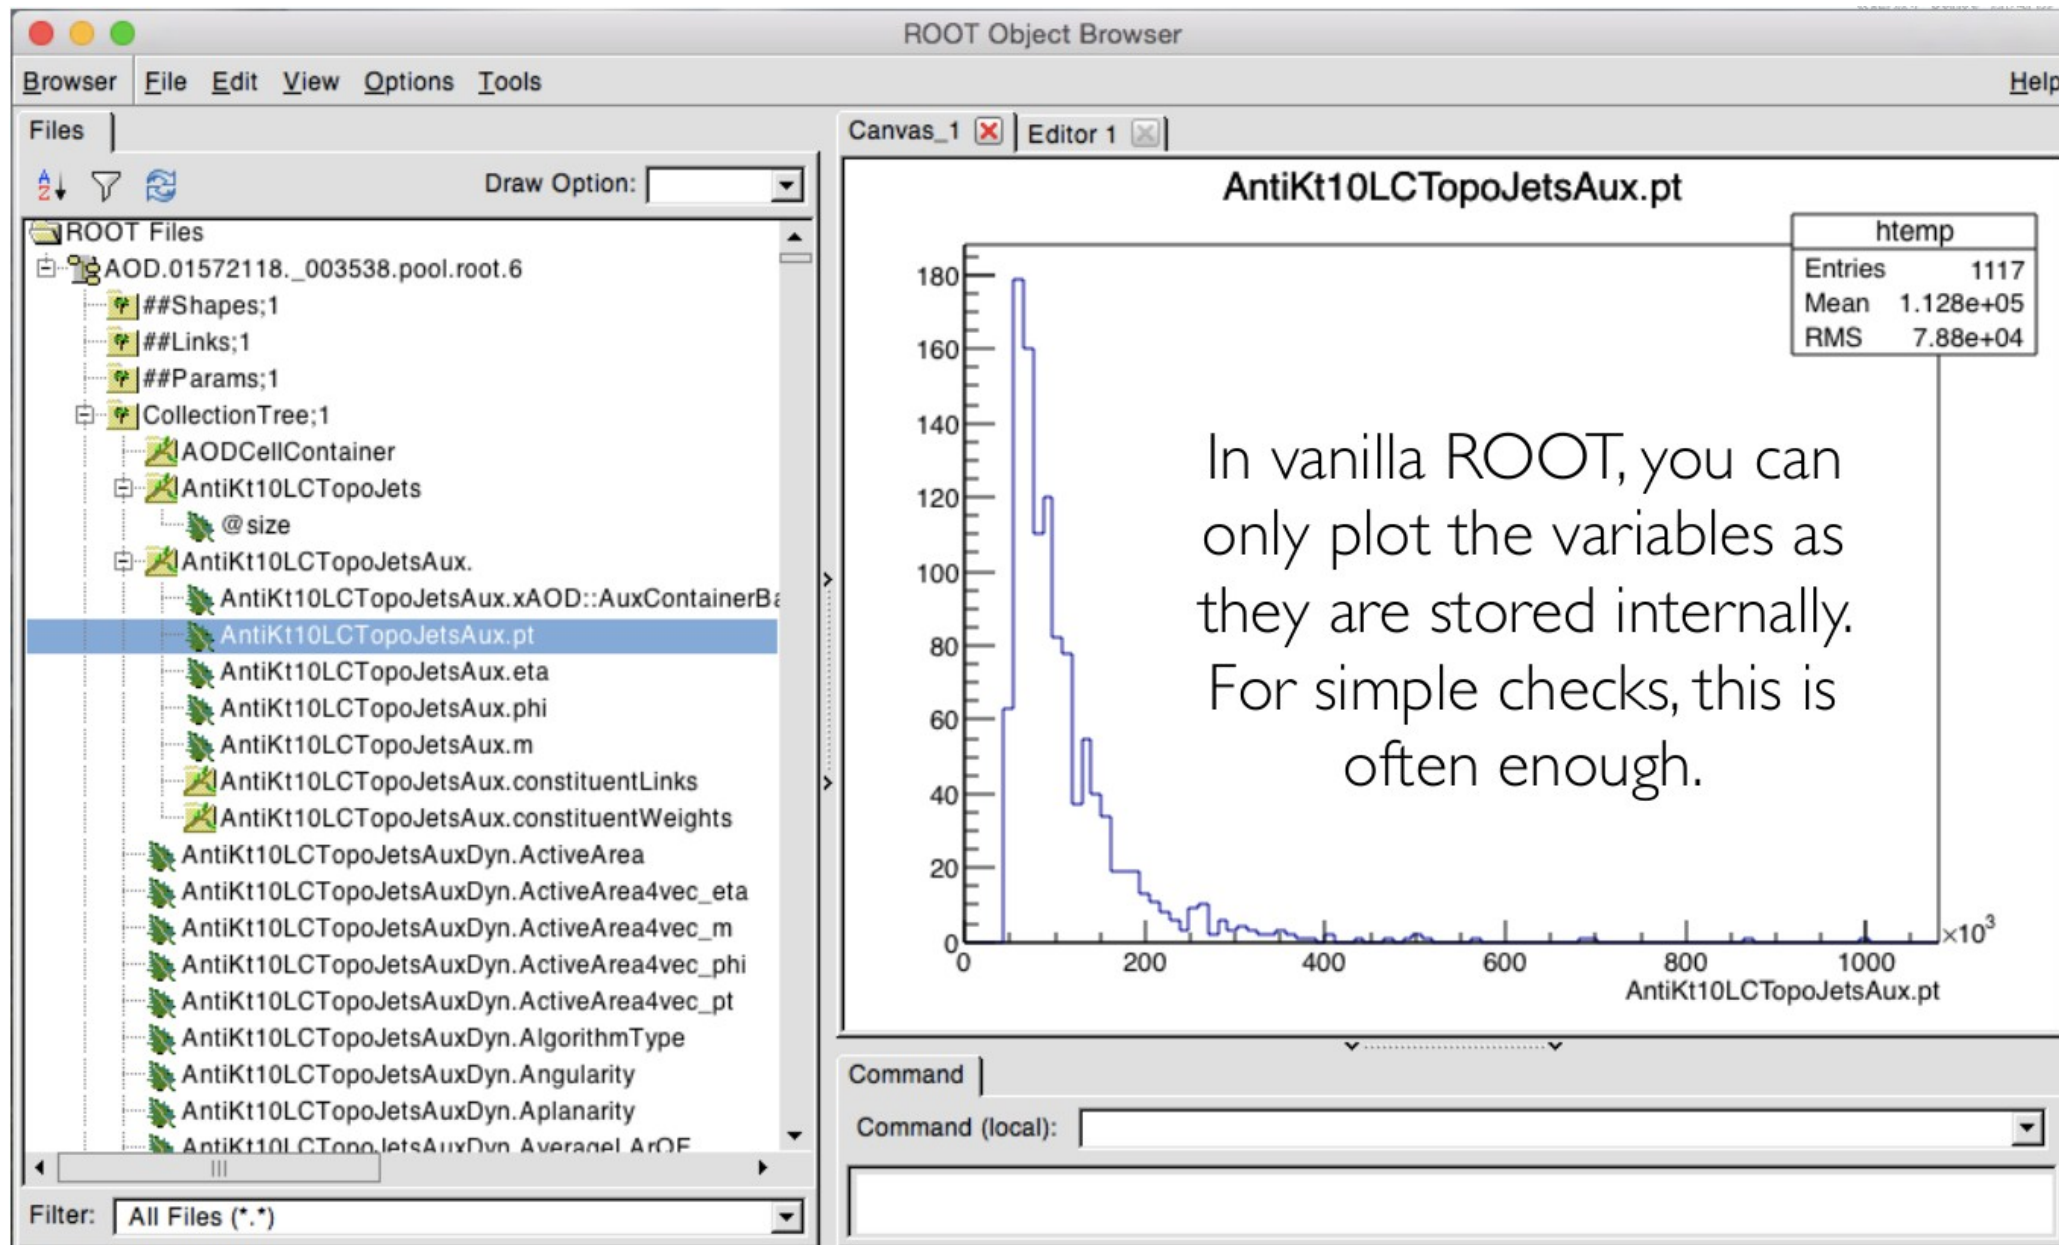 ROOT Object Browser
Browser File Edit View Options Tools Help
Files
Draw Option:
ROOT Files
AOD.01572118._003538.pool.root.6
##Shapes;1
##Links;1
##Params;1
CollectionTree;1
AODCellContainer
AntiKt10LCTopoJets
@size
AntiKt10LCTopoJetsAux.
AntiKt10LCTopoJetsAux.xAOD::AuxContainerBa
AntiKt10LCTopoJetsAux.pt
AntiKt10LCTopoJetsAux.eta
AntiKt10LCTopoJetsAux.phi
AntiKt10LCTopoJetsAux.m
AntiKt10LCTopoJetsAux.constituentLinks
AntiKt10LCTopoJetsAux.constituentWeights
AntiKt10LCTopoJetsAuxDyn.ActiveArea
AntiKt10LCTopoJetsAuxDyn.ActiveArea4vec_eta
AntiKt10LCTopoJetsAuxDyn.ActiveArea4vec_m
AntiKt10LCTopoJetsAuxDyn.ActiveArea4vec_phi
AntiKt10LCTopoJetsAuxDyn.ActiveArea4vec_pt
AntiKt10LCTopoJetsAuxDyn.AlgorithmType
AntiKt10LCTopoJetsAuxDyn.Angularity
AntiKt10LCTopoJetsAuxDyn.Aplanarity
AntiKt10LCTopoJetsAuxDyn.AverageLArQF
Filter: All Files (*.*)
Canvas_1 Editor 1
AntiKt10LCTopoJetsAux.pt
htemp
Entries 1117
Mean 1.128e+05
RMS 7.88e+04
180
160
140
120
100
80
60
40
20
0
In vanilla ROOT, you can
only plot the variables as
they are stored internally.
For simple checks, this is
often enough.
0 200 400 600 800 1000 ×10³
AntiKt10LCTopoJetsAux.pt
Command
Command (local):